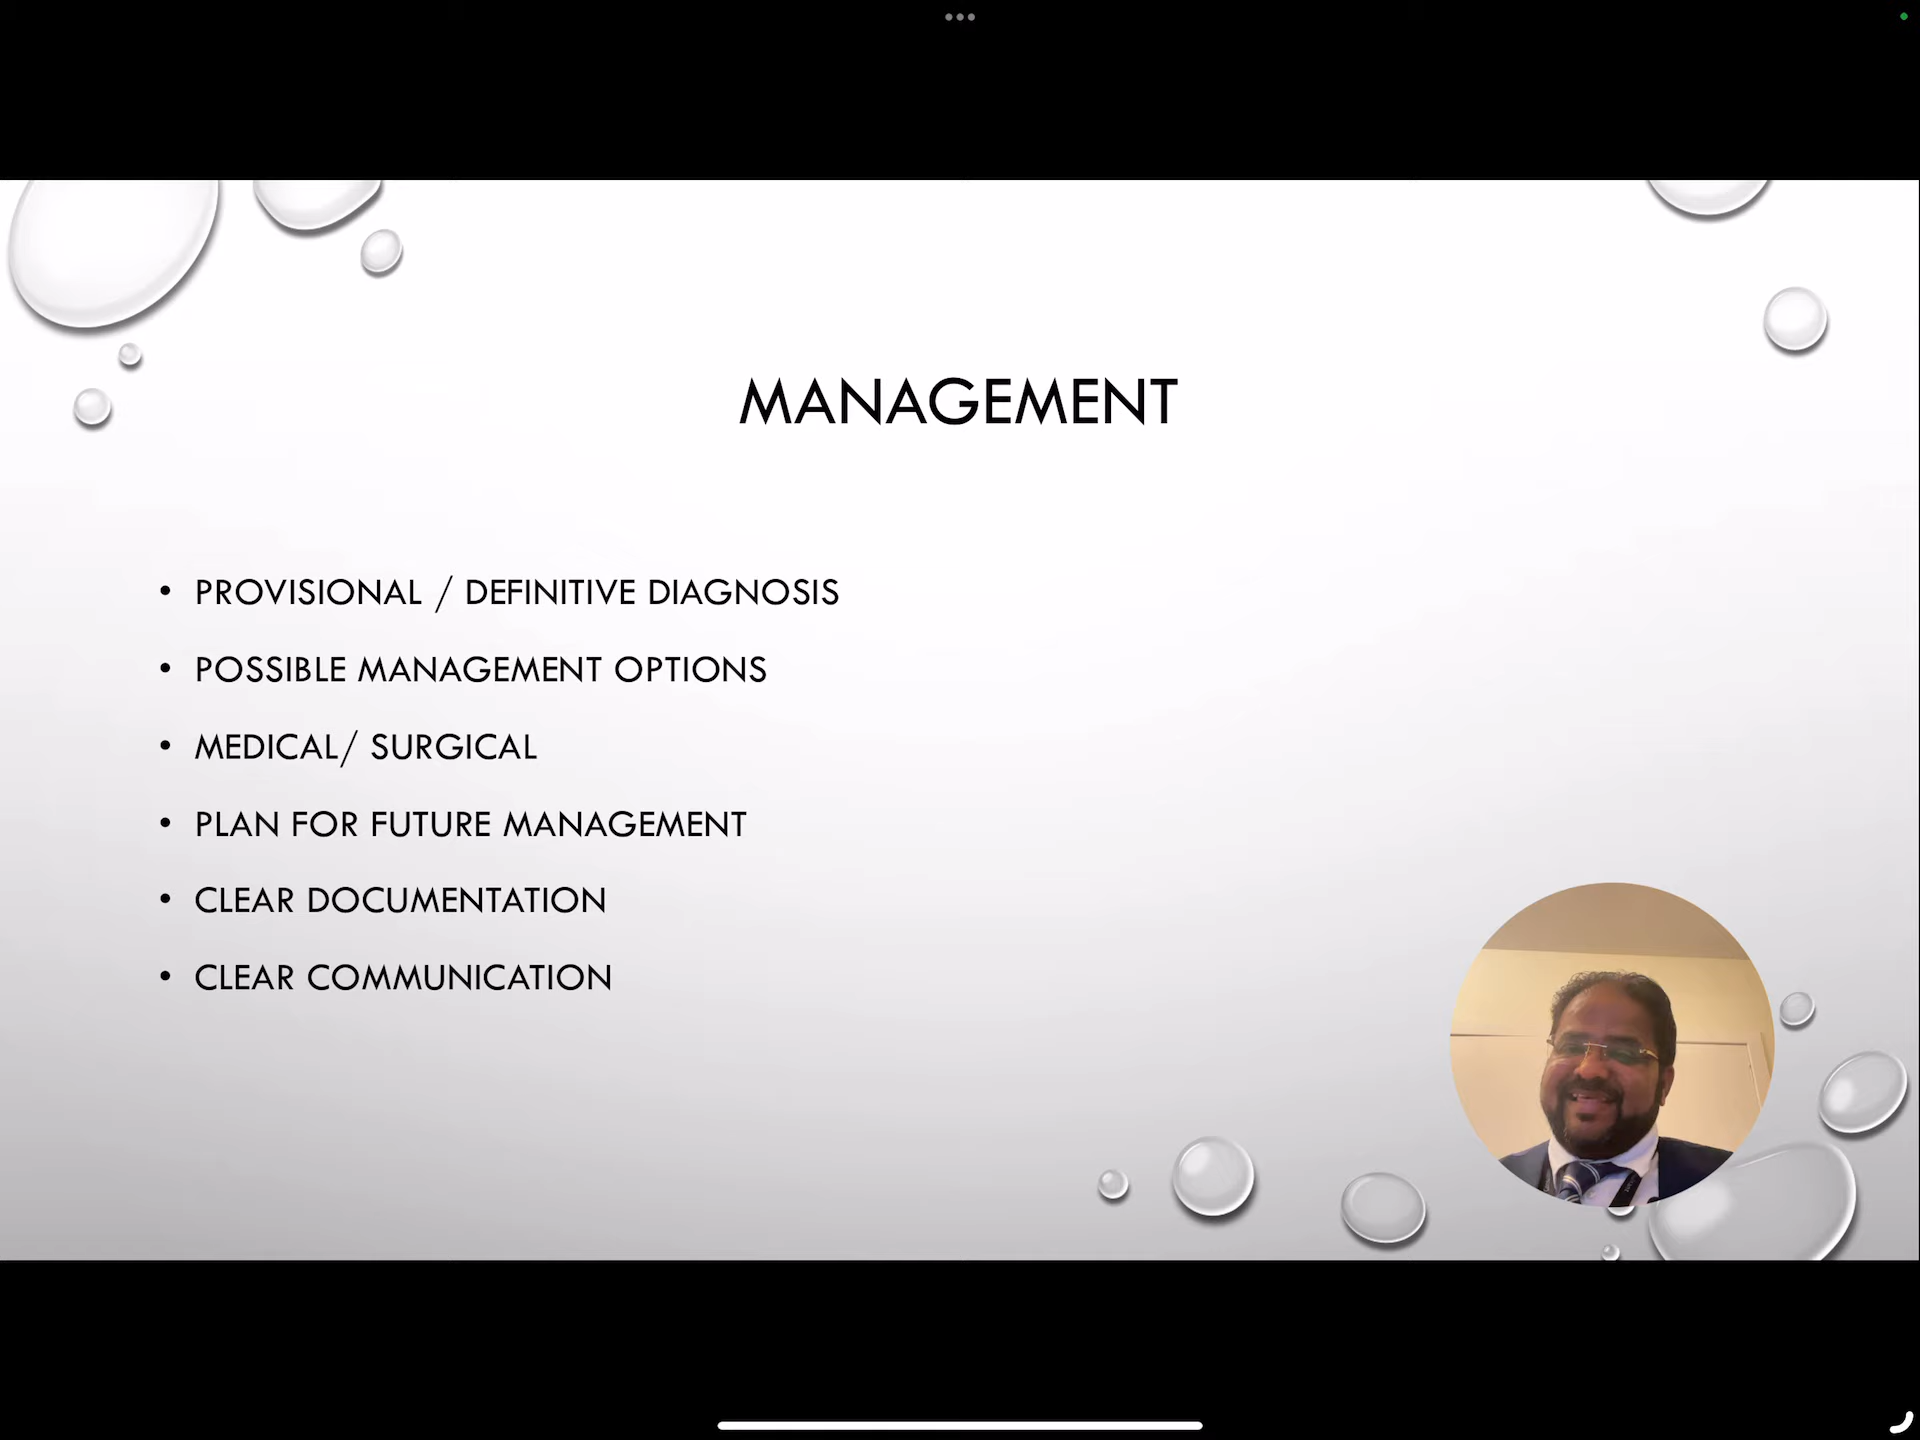 MANAGEMENT
• PROVISIONAL / DEFINITIVE DIAGNOSIS
• POSSIBLE MANAGEMENT OPTIONS
• MEDICAL/ SURGICAL
• PLAN FOR FUTURE MANAGEMENT
• CLEAR DOCUMENTATION
• CLEAR COMMUNICATION